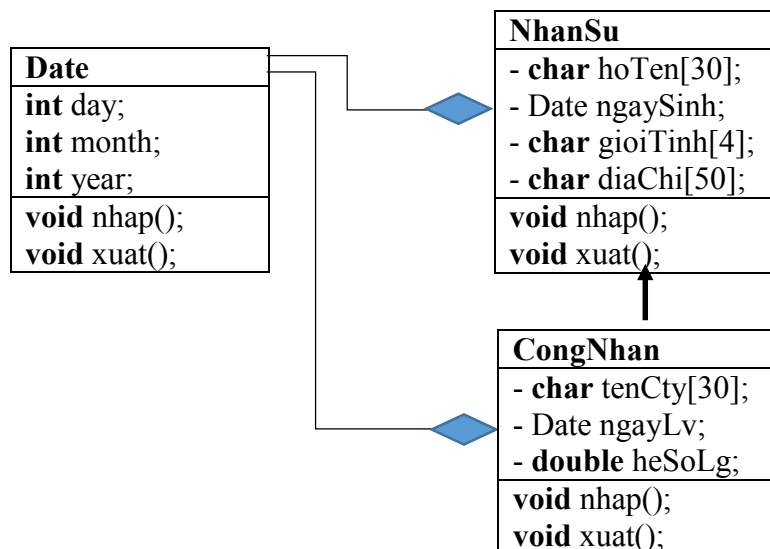 Date
int day;
int month;
int year;
void nhap();
void xuat();
NhanSu
- char hoTen[30];
- Date ngaySinh;
- char gioiTinh[4];
- char diaChi[50];
void nhap();
void xuat();
CongNhan
- char tenCty[30];
- Date ngayLv;
- double heSoLg;
void nhap();
void xuat();